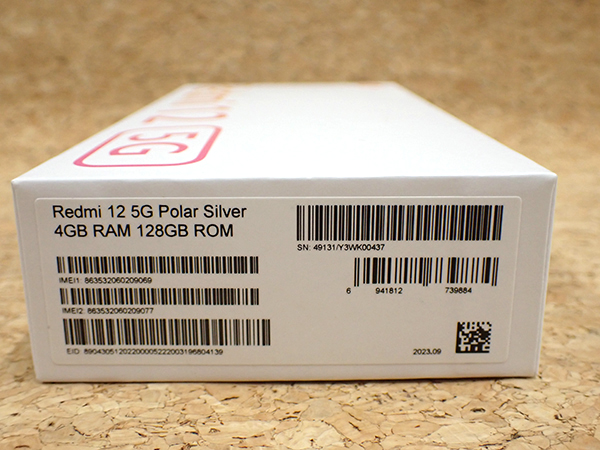 12 5G
Redmi 12 5G Polar Silver
4GB RAM 128GB ROM
SN: 49131/Y3WK00437
IMEI1: 863532060209069
6 941812 739884
IMEI2: 863532060209077
EID: 89043051202200005222003196804139
2023.09